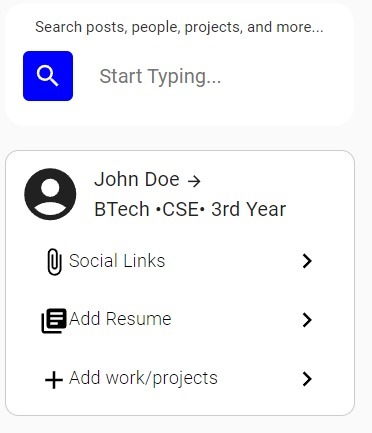 Search posts, people, projects, and more...
Start Typing...
John Doe →
BTech •CSE• 3rd Year
Social Links
Add Resume
Add work/projects